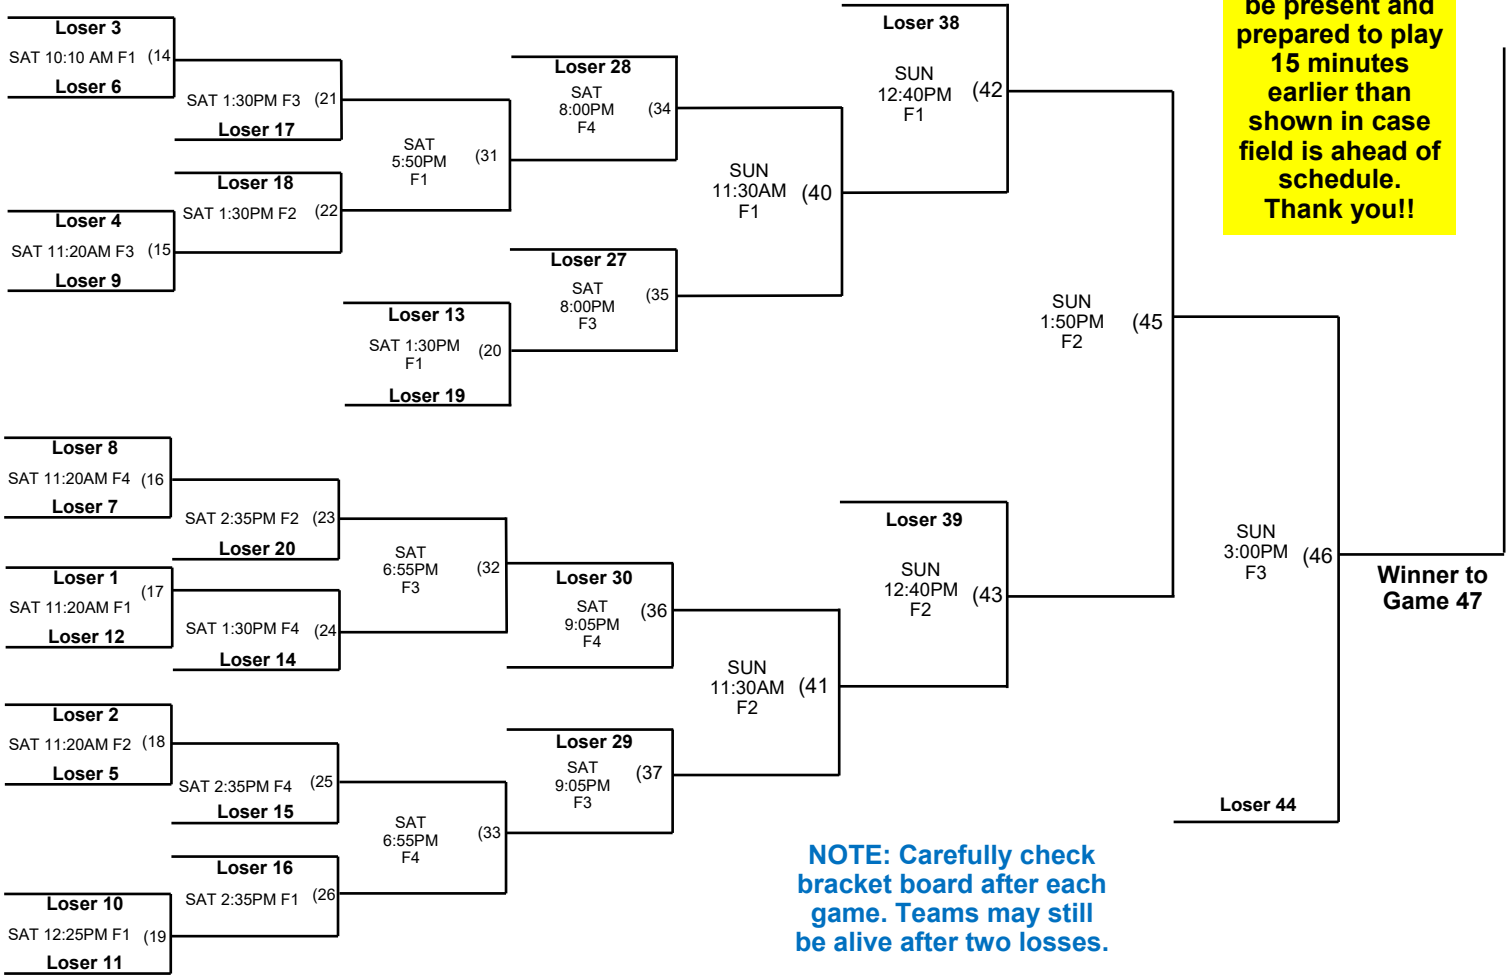 Loser 3
SAT 10:10 AM F1 (14
Loser 6
SAT 1:30PM F3 (21
Loser 17
Loser 18
SAT 1:30PM F2 (22
Loser 4
SAT 11:20AM F3 (15
Loser 9
SAT
5:50PM
F1
(31
Loser 28
SAT
8:00PM
F4
(34
Loser 13
SAT 1:30PM
F1
(20
Loser 19
Loser 27
SAT
8:00PM
F3
(35
SUN
11:30AM
F1
(40
Loser 38
SUN
12:40PM
F1
(42
Loser 8
SAT 11:20AM F4 (16
Loser 7
SAT 2:35PM F2 (23
Loser 20
Loser 1
SAT 11:20AM F1
(17
Loser 12
SAT 1:30PM F4 (24
Loser 14
SAT
6:55PM
F3
(32
Loser 30
SAT
9:05PM
F4
(36
Loser 2
SAT 11:20AM F2 (18
Loser 5
SAT 2:35PM F4 (25
Loser 15
Loser 16
SAT 2:35PM F1 (26
Loser 10
SAT 12:25PM F1 (19
Loser 11
SAT
6:55PM
F4
(33
Loser 29
SAT
9:05PM
F3
(37
SUN
11:30AM
F2
(41
Loser 39
SUN
12:40PM
F2
(43
SUN
1:50PM
F2
(45
SUN
3:00PM
F3
(46
Loser 44
Winner to
Game 47
be present and
prepared to play
15 minutes
earlier than
shown in case
field is ahead of
schedule.
Thank you!!
NOTE: Carefully check
bracket board after each
game. Teams may still
be alive after two losses.